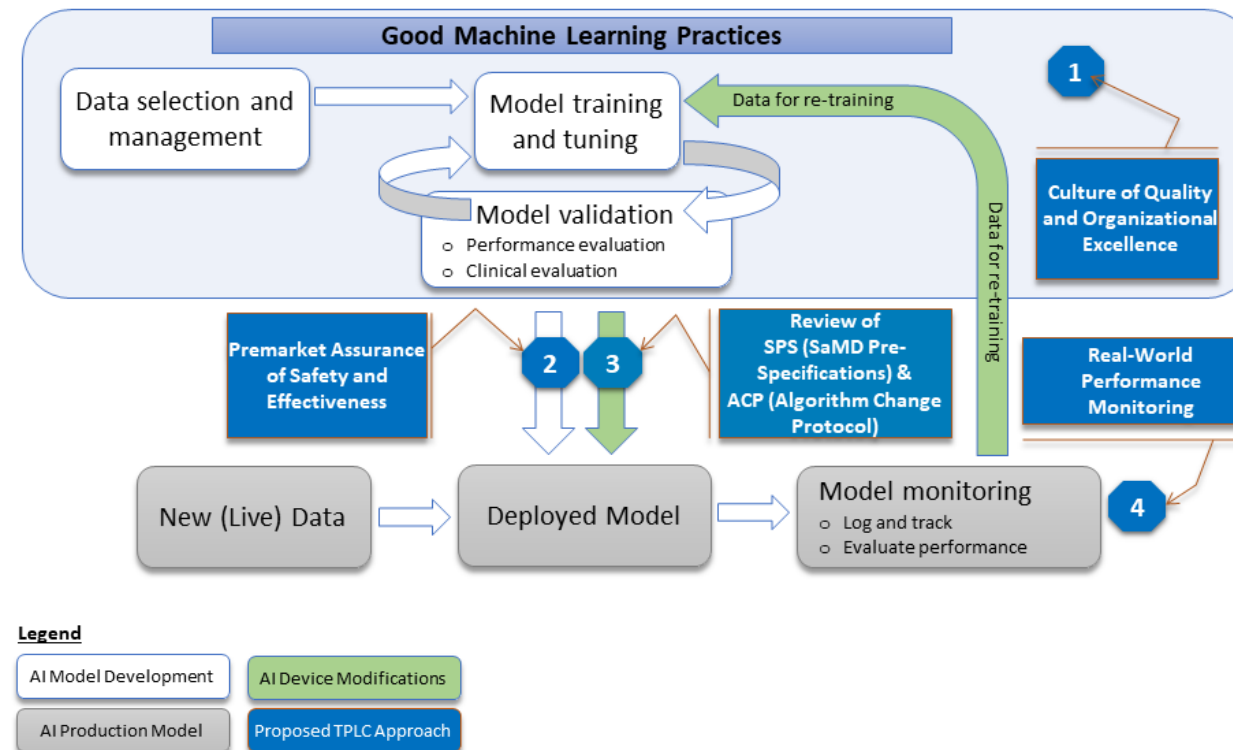 Good Machine Learning Practices
Data selection and
management
Model training
and tuning
Data for re-training
1
Culture of Quality
and Organizational
Excellence
Model validation
o Performance evaluation
o Clinical evaluation
Data for re-training
Premarket Assurance
of Safety and
Effectiveness
2
3
Review of
SPS (SaMD Pre-
Specifications) &
ACP (Algorithm Change
Protocol)
Real-World
Performance
Monitoring
New (Live) Data
Deployed Model
Model monitoring
o Log and track
o Evaluate performance
4
Legend
AI Model Development
AI Device Modifications
AI Production Model
Proposed TPLC Approach